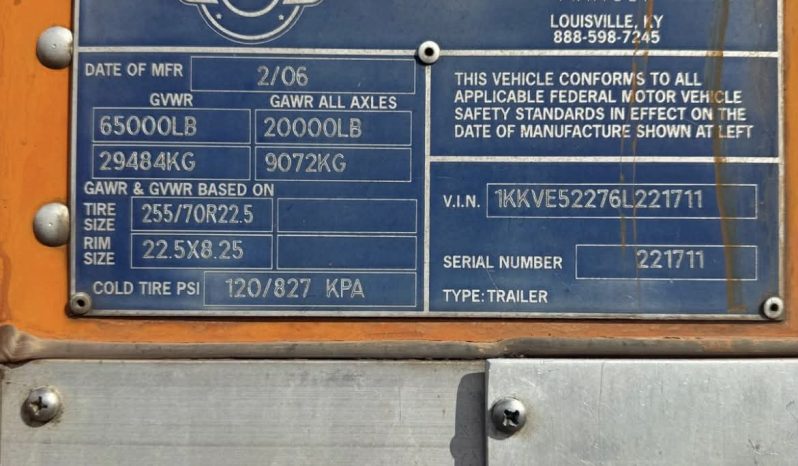 LOUISVILLE, KY
888-598-7245
DATE OF MFR 2/06
GVWR GAWR ALL AXLES
65000LB 20000LB
29484KG 9072KG
GAWR & GVWR BASED ON
TIRE SIZE 255/70R22.5
RIM SIZE 22.5X8.25
COLD TIRE PSI 120/827 KPA
THIS VEHICLE CONFORMS TO ALL
APPLICABLE FEDERAL MOTOR VEHICLE
SAFETY STANDARDS IN EFFECT ON THE
DATE OF MANUFACTURE SHOWN AT LEFT
V.I.N. 1KKVE52276L221711
SERIAL NUMBER 221711
TYPE: TRAILER